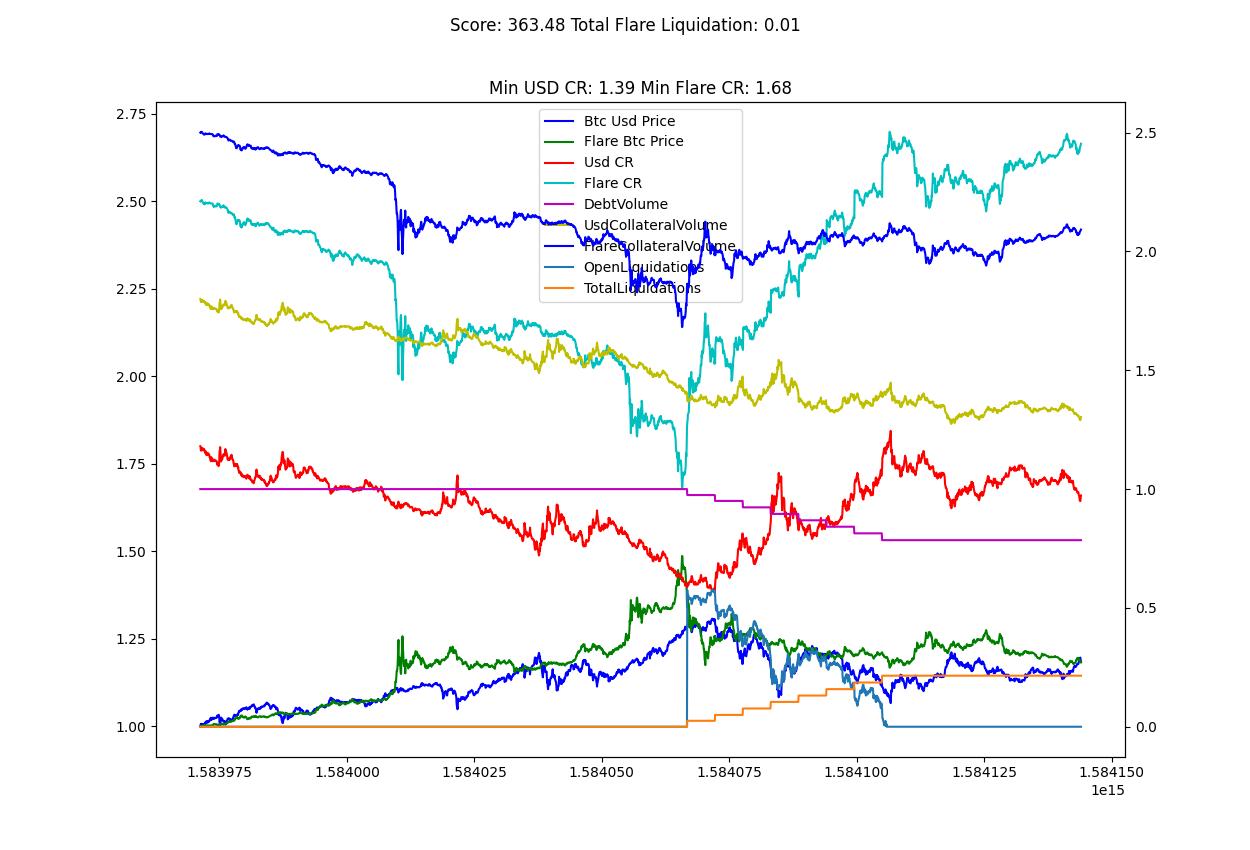 Score: 363.48 Total Flare Liquidation: 0.01
Min USD CR: 1.39 Min Flare CR: 1.68
2.75
2.50
2.25
2.00
1.75
1.50
1.25
1.00
Btc Usd Price
Flare Btc Price
Usd CR
Flare CR
DebtVolume
UsdCollateralVolume
FlareCollateralVolume
OpenLiquidations
TotalLiquidations
2.5
2.0
1.5
1.0
0.5
0.0
1.583975 1.584000 1.584025 1.584050 1.584075 1.584100 1.584125 1.584150
1e15